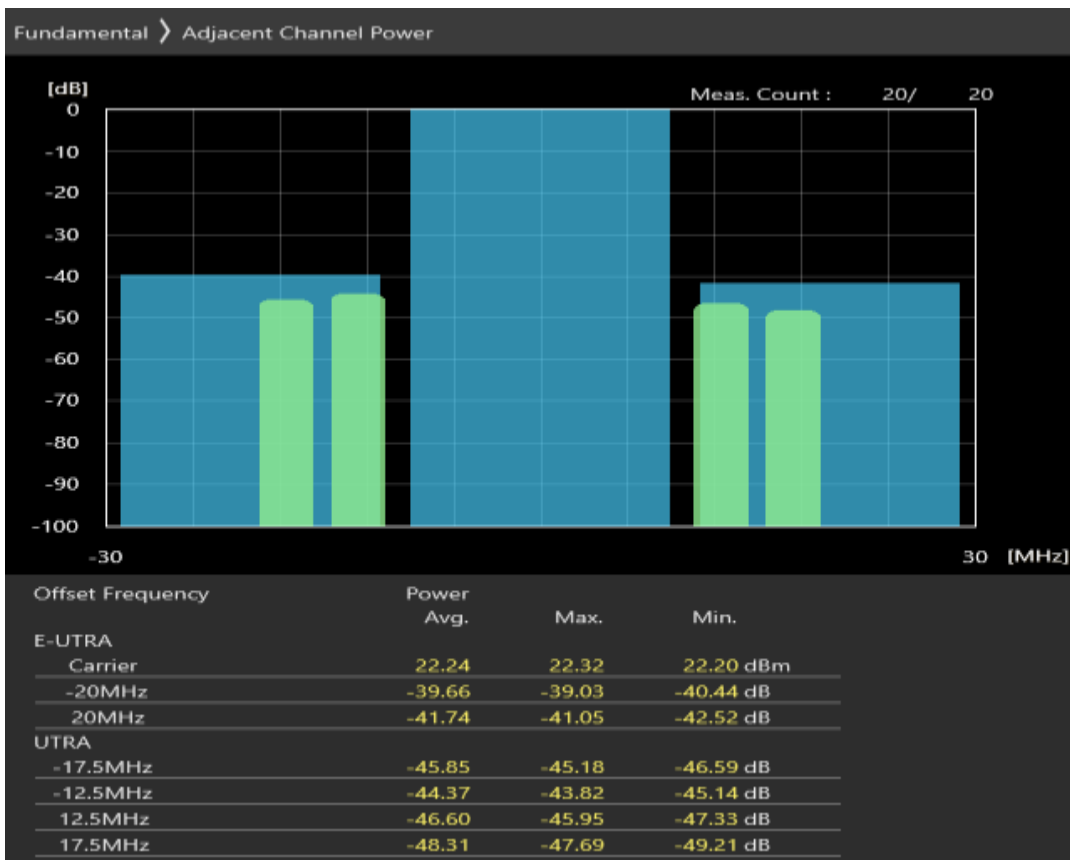 Fundamental 〉 Adjacent Channel Power
[dB]
Meas. Count : 20/ 20
0
-10
-20
-30
-40
-50
-60
-70
-80
-90
-100
-30 30 [MHz]
Offset Frequency Power
Avg. Max. Min.
E-UTRA
Carrier 22.24 22.32 22.20 dBm
-20MHz -39.66 -39.03 -40.44 dB
20MHz -41.74 -41.05 -42.52 dB
UTRA
-17.5MHz -45.85 -45.18 -46.59 dB
-12.5MHz -44.37 -43.82 -45.14 dB
12.5MHz -46.60 -45.95 -47.33 dB
17.5MHz -48.31 -47.69 -49.21 dB